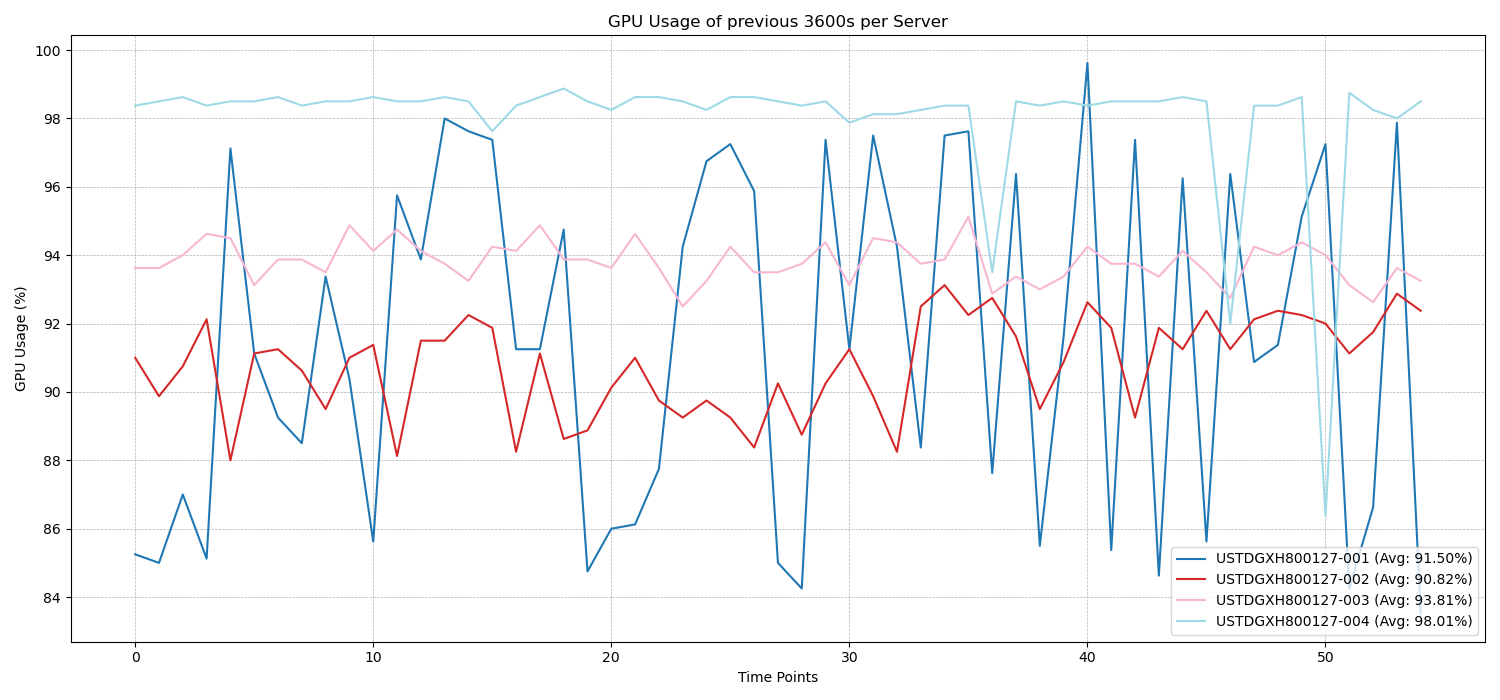 GPU Usage of previous 3600s per Server
GPU Usage (%)
100
98
96
94
92
90
88
86
84
USTDGXH800127-001 (Avg: 91.50%)
USTDGXH800127-002 (Avg: 90.82%)
USTDGXH800127-003 (Avg: 93.81%)
USTDGXH800127-004 (Avg: 98.01%)
0 10 20 30 40 50
Time Points